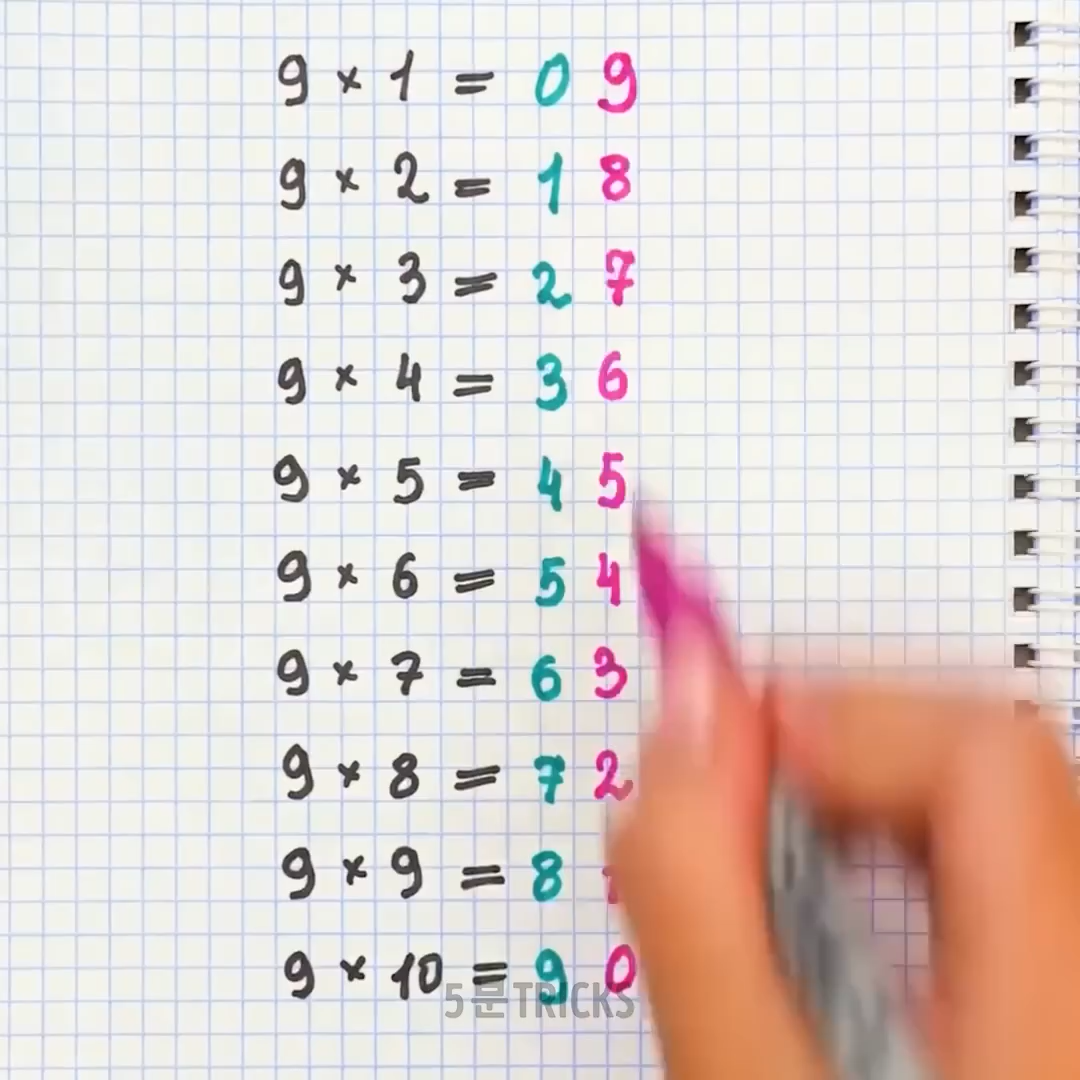 9 × 1 = 0 9
9 × 2 = 1 8
9 × 3 = 2 7
9 × 4 = 3 6
9 × 5 = 4 5
9 × 6 = 5 4
9 × 7 = 6 3
9 × 8 = 7 2
9 × 9 = 8
9 × 10 = 9 0
5분TRICKS